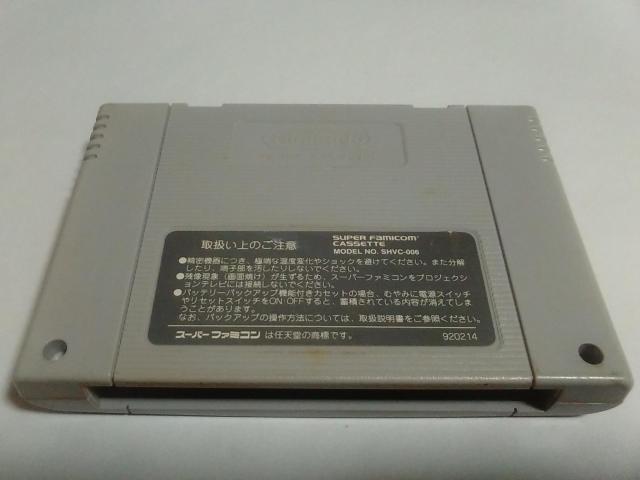 Nintendo
取扱い上のご注意
SUPER FAMICOM
CASSETTE
MODEL NO. SHVC-006
●精密機器につき、極端な温度変化やショックを避けてください。また分解
したり、端子部を汚したりしないでください。
●残像現象（画面焼け）が生ずるため、スーパーファミコンをプロジェクシ
ョンテレビには接続しないでください。
●バッテリーバックアップ機能付きカセットの場合、むやみに電源スイッチ
やリセットスイッチをON·OFFすると、蓄積されている内容が消えてしま
うことがあります。
なお、バックアップの操作方法については、取扱説明書をご参照ください。
スーパーファミコンは任天堂の商標です。
920214